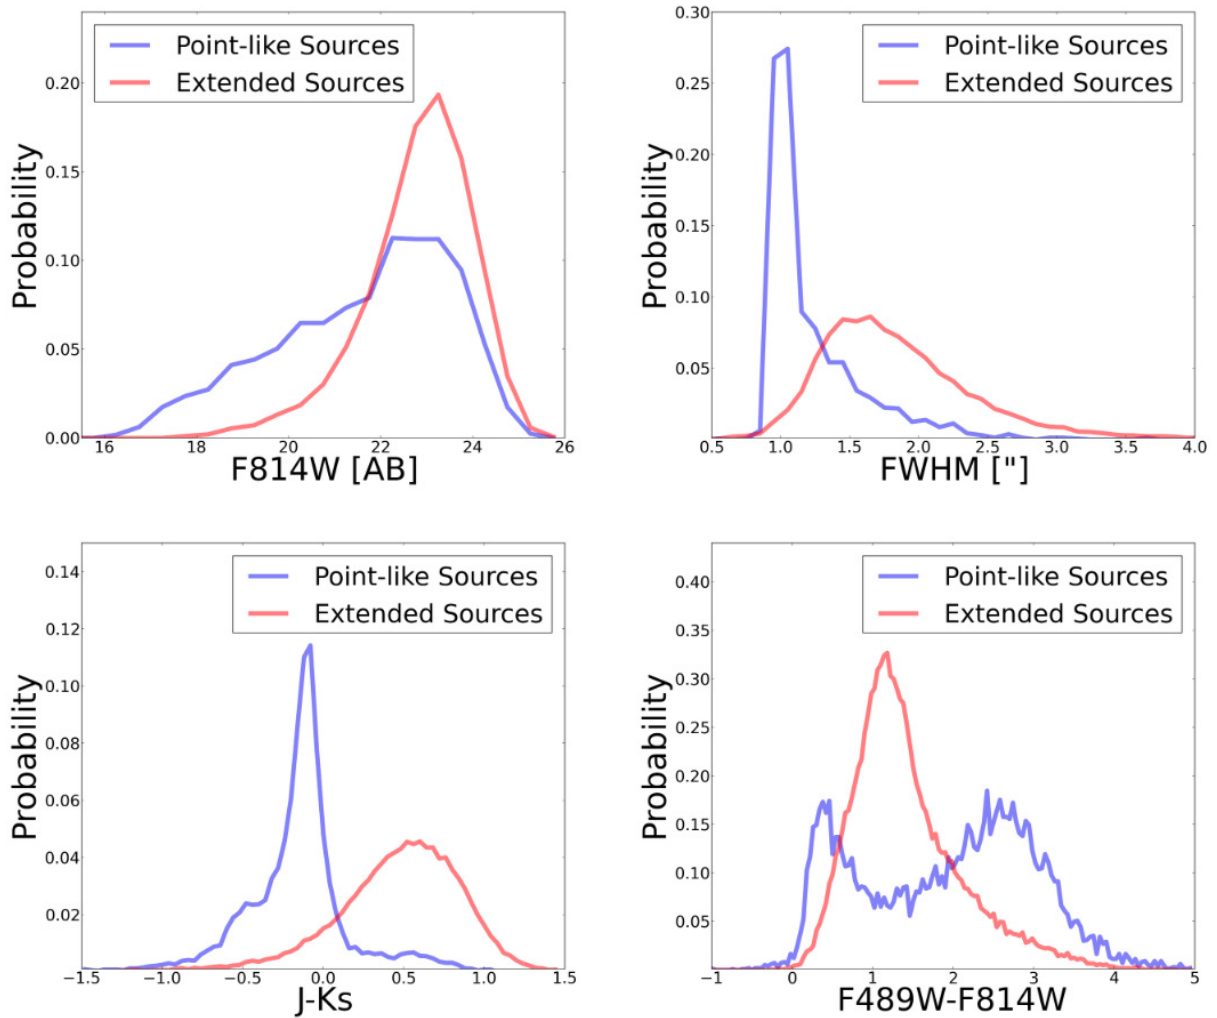 Point-like Sources
Extended Sources
Probability
0.20
0.15
0.10
0.05
0.00
16 18 20 22 24 26
F814W [AB]
0.30
Point-like Sources
Extended Sources
Probability
0.25
0.20
0.15
0.10
0.05
0.5 1.0 1.5 2.0 2.5 3.0 3.5 4.0
FWHM ["]
Point-like Sources
Extended Sources
Probability
0.14
0.12
0.10
0.08
0.06
0.04
0.02
−1.5 −1.0 −0.5 0.0 0.5 1.0 1.5
J-Ks
Point-like Sources
Extended Sources
Probability
0.40
0.35
0.30
0.25
0.20
0.15
0.10
0.05
−1 0 1 2 3 4 5
F489W-F814W